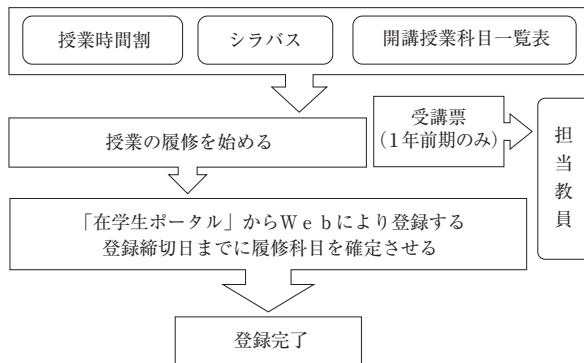 授業時間割
シラバス
開講授業科目一覧表
授業の履修を始める
受講票
(1年前期のみ)
担当教員
「在学生ポータル」からWebにより登録する
登録締切日までに履修科目を確定させる
登録完了